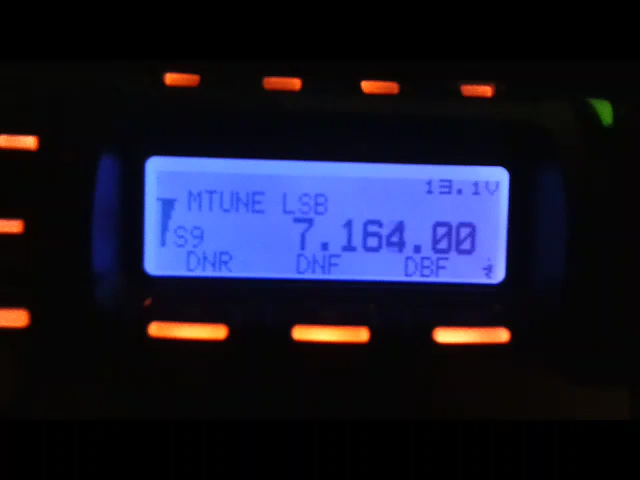 13.1V
MTUNE LSB
S9 7.164.00
DNR DNF DBF